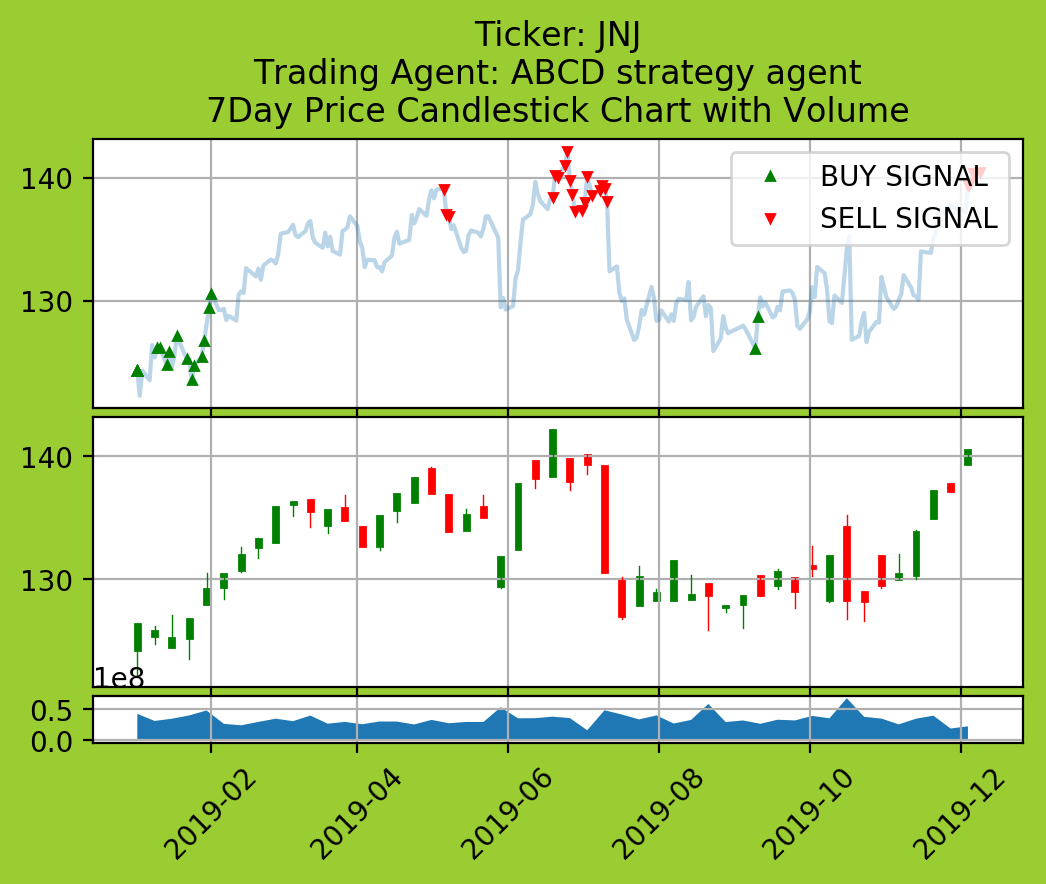 Ticker: JNJ
Trading Agent: ABCD strategy agent
7Day Price Candlestick Chart with Volume
140
130
BUY SIGNAL
SELL SIGNAL
140
130
1e8
0.5
0.0
2019-02
2019-04
2019-06
2019-08
2019-10
2019-12